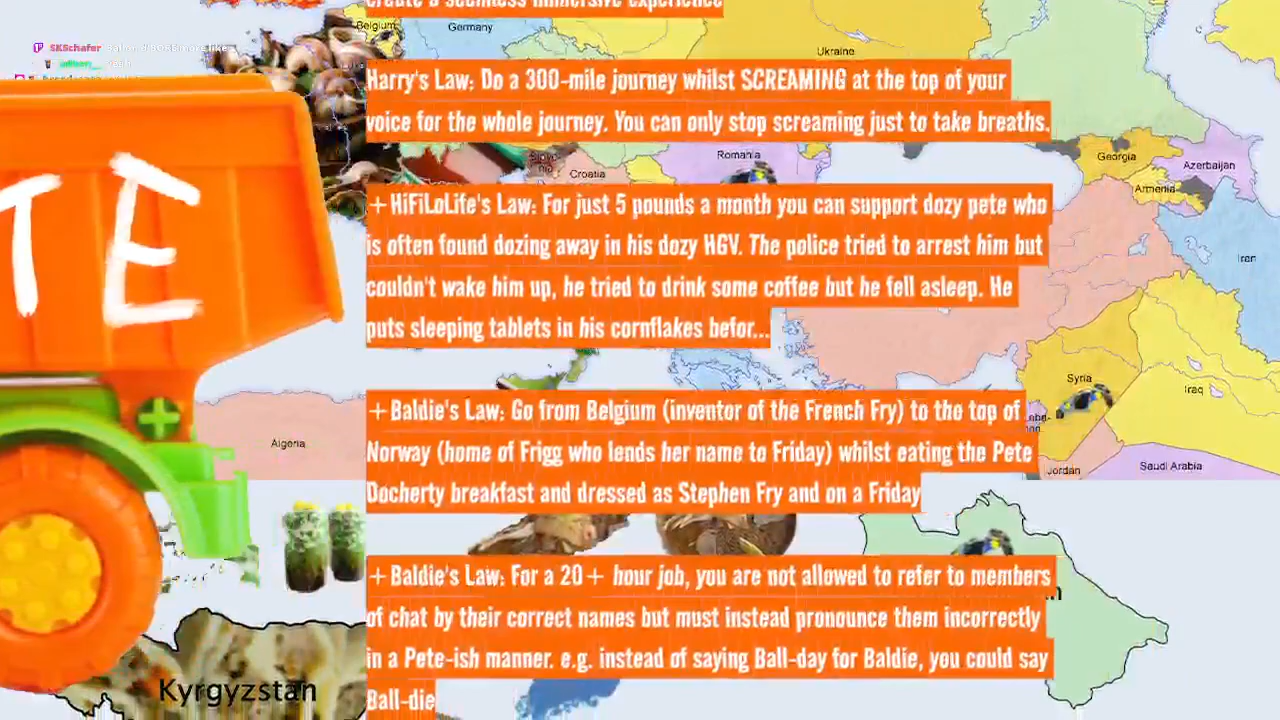 create a seemless immersive experience
Belgium
Germany
Ukraine
SKSchafer
Harry's Law: Do a 300-mile journey whilst SCREAMING at the top of your
voice for the whole journey. You can only stop screaming just to take breaths.
Georgia
Azerbaijan
Armenia
Romania
Croatia
TE
+HiFiLoLife's Law: For just 5 pounds a month you can support dozy pete who
is often found dozing away in his dozy HGV. The police tried to arrest him but
couldn't wake him up, he tried to drink some coffee but he fell asleep. He
puts sleeping tablets in his cornflakes befor...
Iran
Syria
Iraq
+Baldie's Law: Go from Belgium (inventor of the French Fry) to the top of
Norway (home of Frigg who lends her name to Friday) whilst eating the Pete
Docherty breakfast and dressed as Stephen Fry and on a Friday
Algeria
Jordan
Saudi Arabia
+Baldie's Law: For a 20+ hour job, you are not allowed to refer to members
of chat by their correct names but must instead pronounce them incorrectly
in a Pete-ish manner. e.g. instead of saying Ball-day for Baldie, you could say
Ball-die
Kyrgyzstan